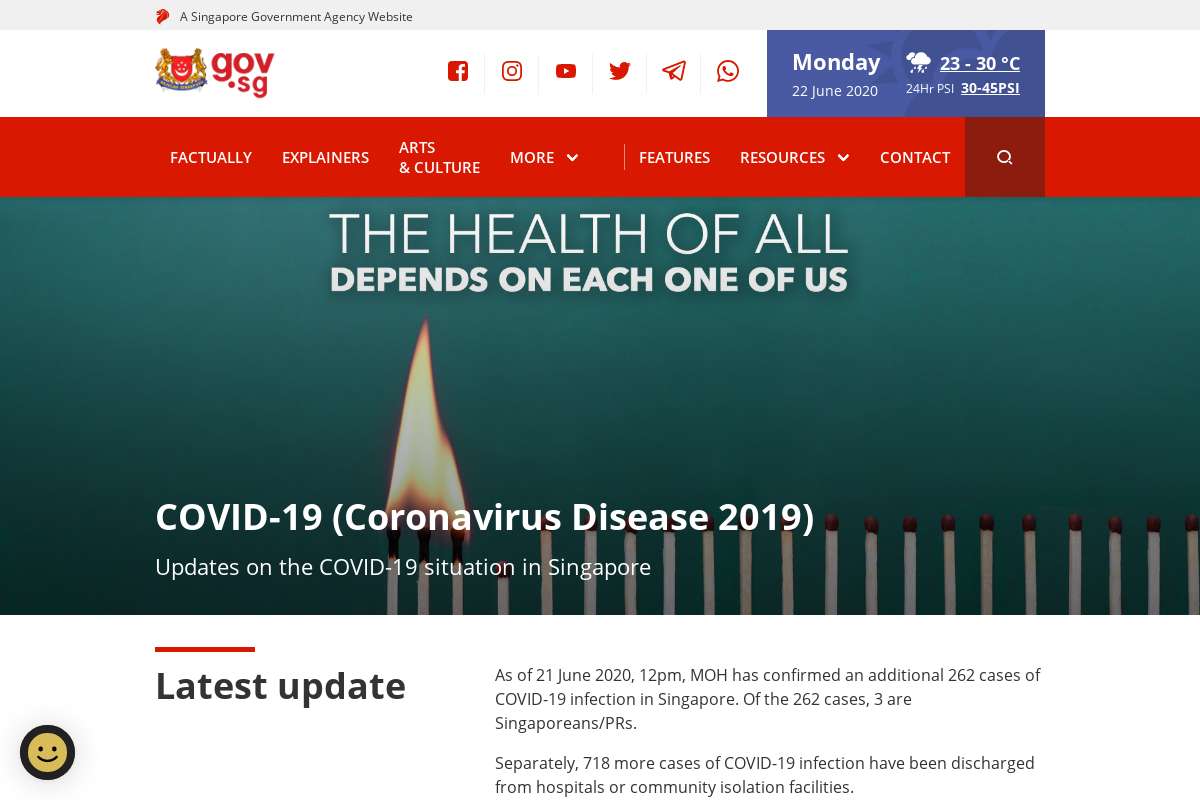 A Singapore Government Agency Website
gov
.sg
Monday
22 June 2020
23 - 30 °C
24Hr PSI 30-45PSI
FACTUALLY
EXPLAINERS
ARTS
& CULTURE
MORE
FEATURES
RESOURCES
CONTACT
THE HEALTH OF ALL
DEPENDS ON EACH ONE OF US
COVID-19 (Coronavirus Disease 2019)
Updates on the COVID-19 situation in Singapore
Latest update
As of 21 June 2020, 12pm, MOH has confirmed an additional 262 cases of
COVID-19 infection in Singapore. Of the 262 cases, 3 are
Singaporeans/PRs.
Separately, 718 more cases of COVID-19 infection have been discharged
from hospitals or community isolation facilities.